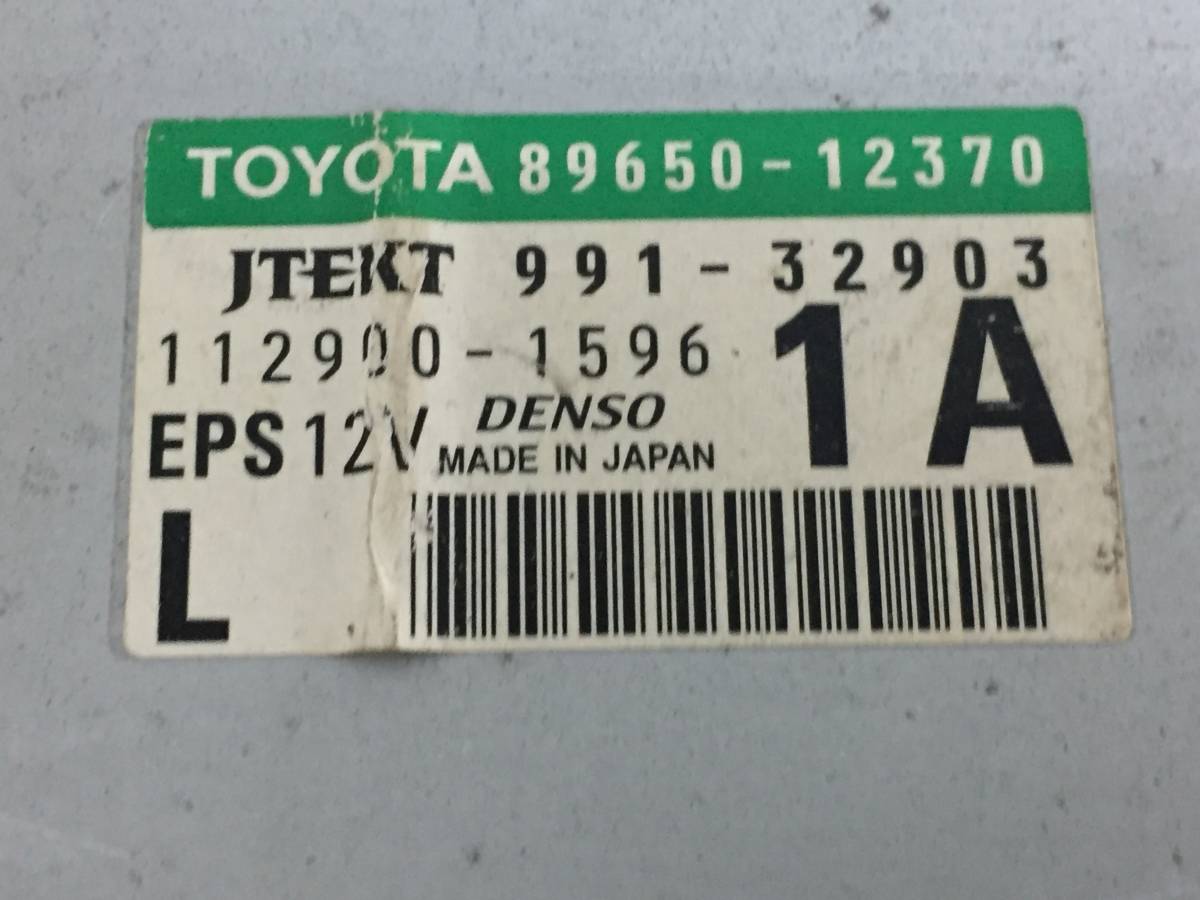 TOYOTA 89650-12370
JTEKT 991-32903
112900-1596
1A
EPS 12V DENSO
MADE IN JAPAN
L